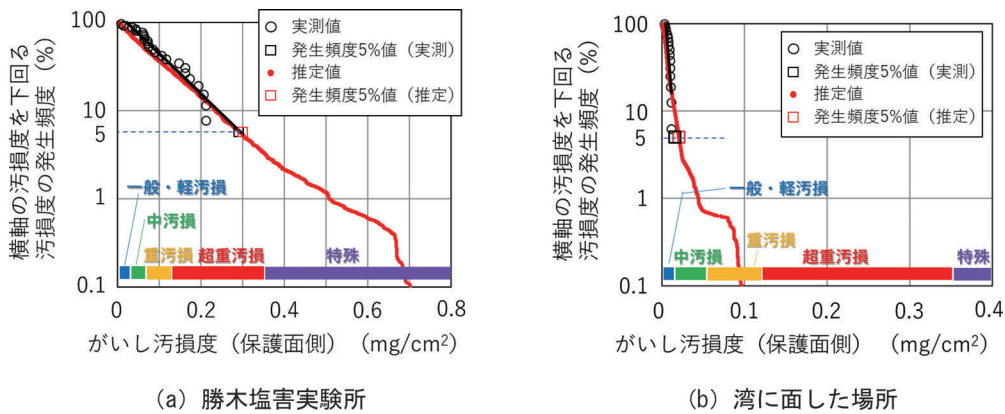 横軸の汚損度を下回る
汚損度の発生頻度（%）
100
10
5
1
0.1
実測値
発生頻度5%値（実測）
推定値
発生頻度5%値（推定）
一般・軽汚損
中汚損
重汚損
超重汚損
特殊
0
0.2
0.4
0.6
0.8
がいし汚損度（保護面側）（mg/cm²）
(a) 勝木塩害実験所
横軸の汚損度を下回る
汚損度の発生頻度（%）
100
10
5
1
0.1
実測値
発生頻度5%値（実測）
推定値
発生頻度5%値（推定）
一般・軽汚損
中汚損
重汚損
超重汚損
特殊
0
0.1
0.2
0.3
0.4
がいし汚損度（保護面側）（mg/cm²）
(b) 湾に面した場所